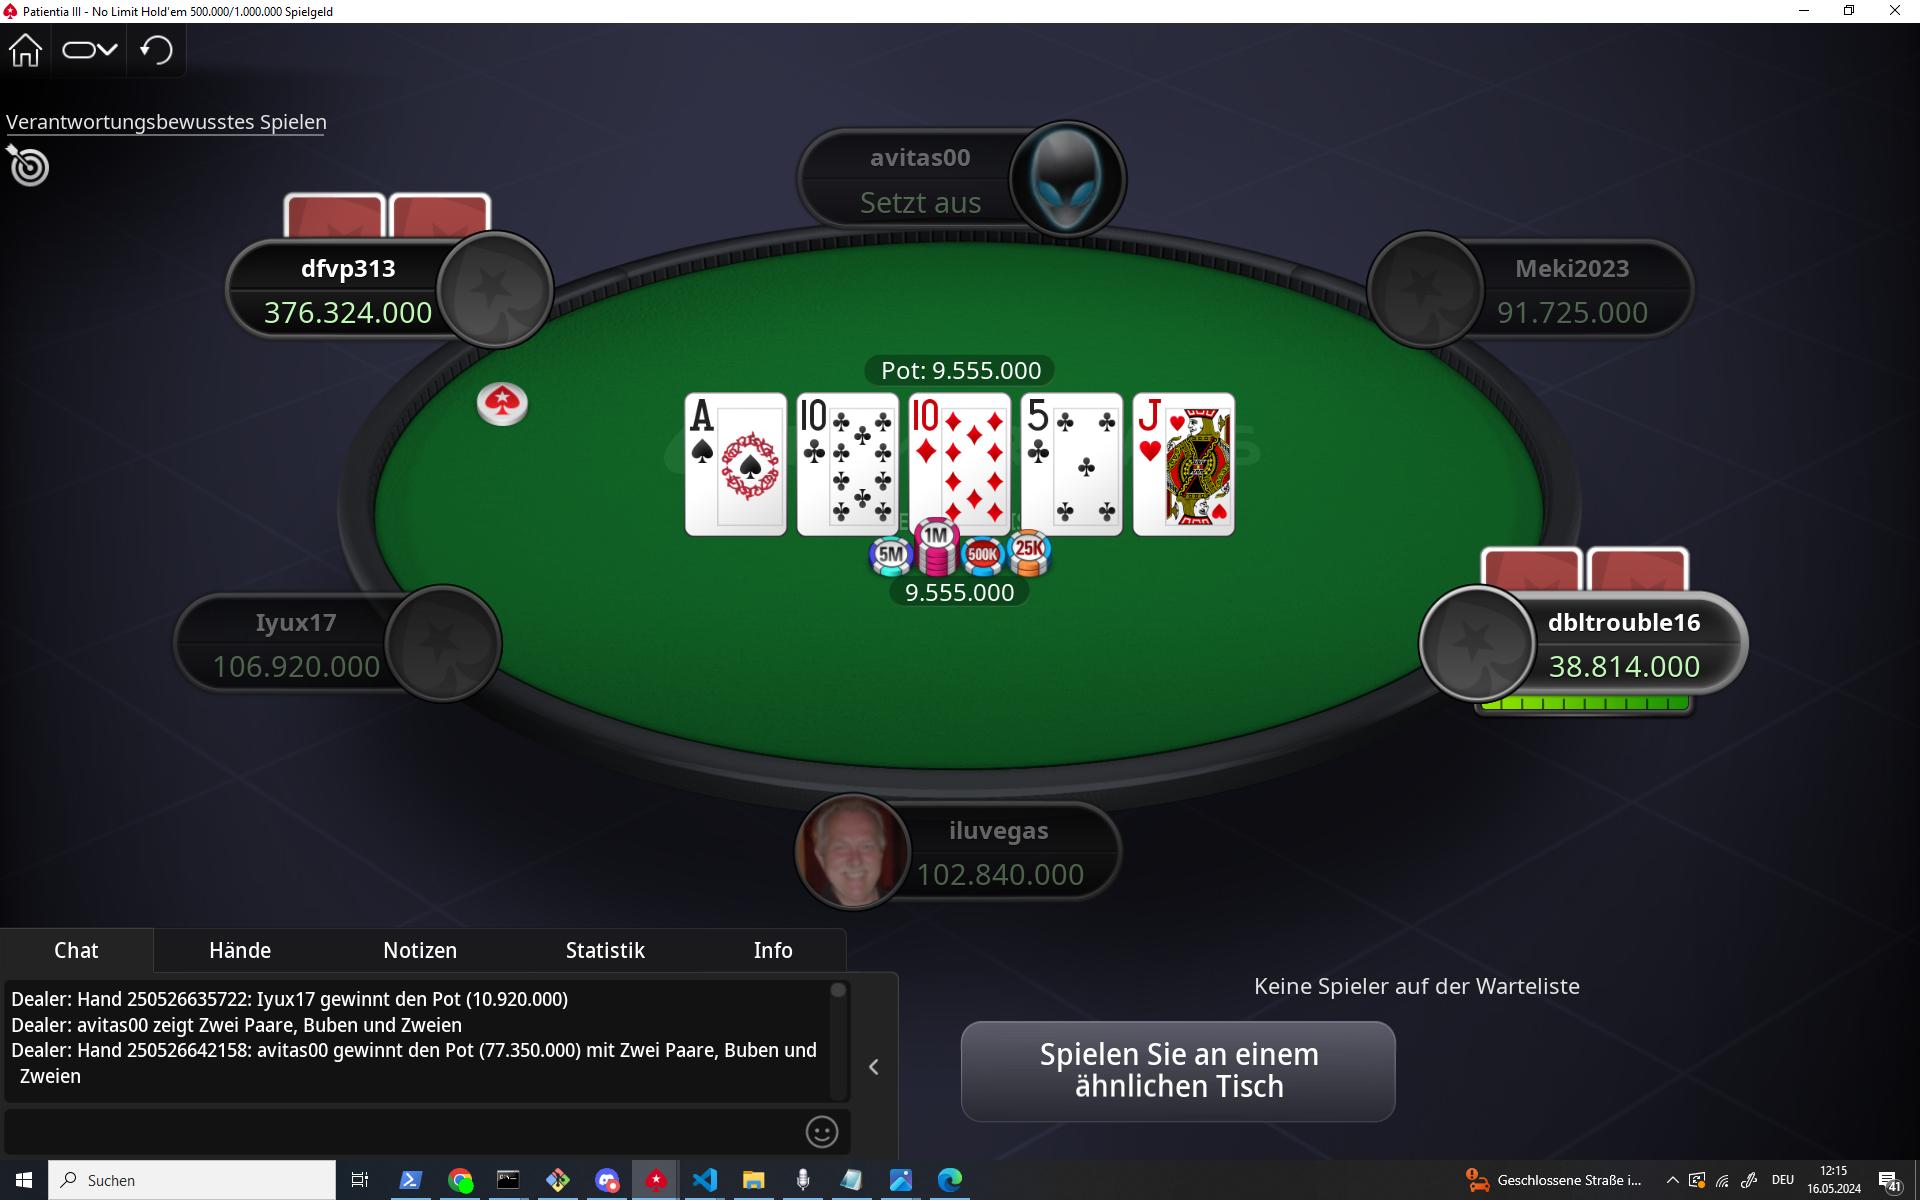 Patientia III - No Limit Hold'em 500.000/1.000.000 Spielgeld
Verantwortungsbewusstes Spielen
avitas00
Setzt aus
dfvp313
376.324.000
Meki2023
91.725.000
Pot: 9.555.000
A
10
10
5
J
5M
1M
500K
25K
9.555.000
Iyux17
106.920.000
dbltrouble16
38.814.000
iluvegas
102.840.000
Chat
Hände
Notizen
Statistik
Info
Dealer: Hand 250526635722: Iyux17 gewinnt den Pot (10.920.000)
Dealer: avitas00 zeigt Zwei Paare, Buben und Zweien
Dealer: Hand 250526642158: avitas00 gewinnt den Pot (77.350.000) mit Zwei Paare, Buben und
Zweien
Keine Spieler auf der Warteliste
Spielen Sie an einem
ähnlichen Tisch
Suchen
Geschlossene Straße i...
DEU
12:15
16.05.2024
41